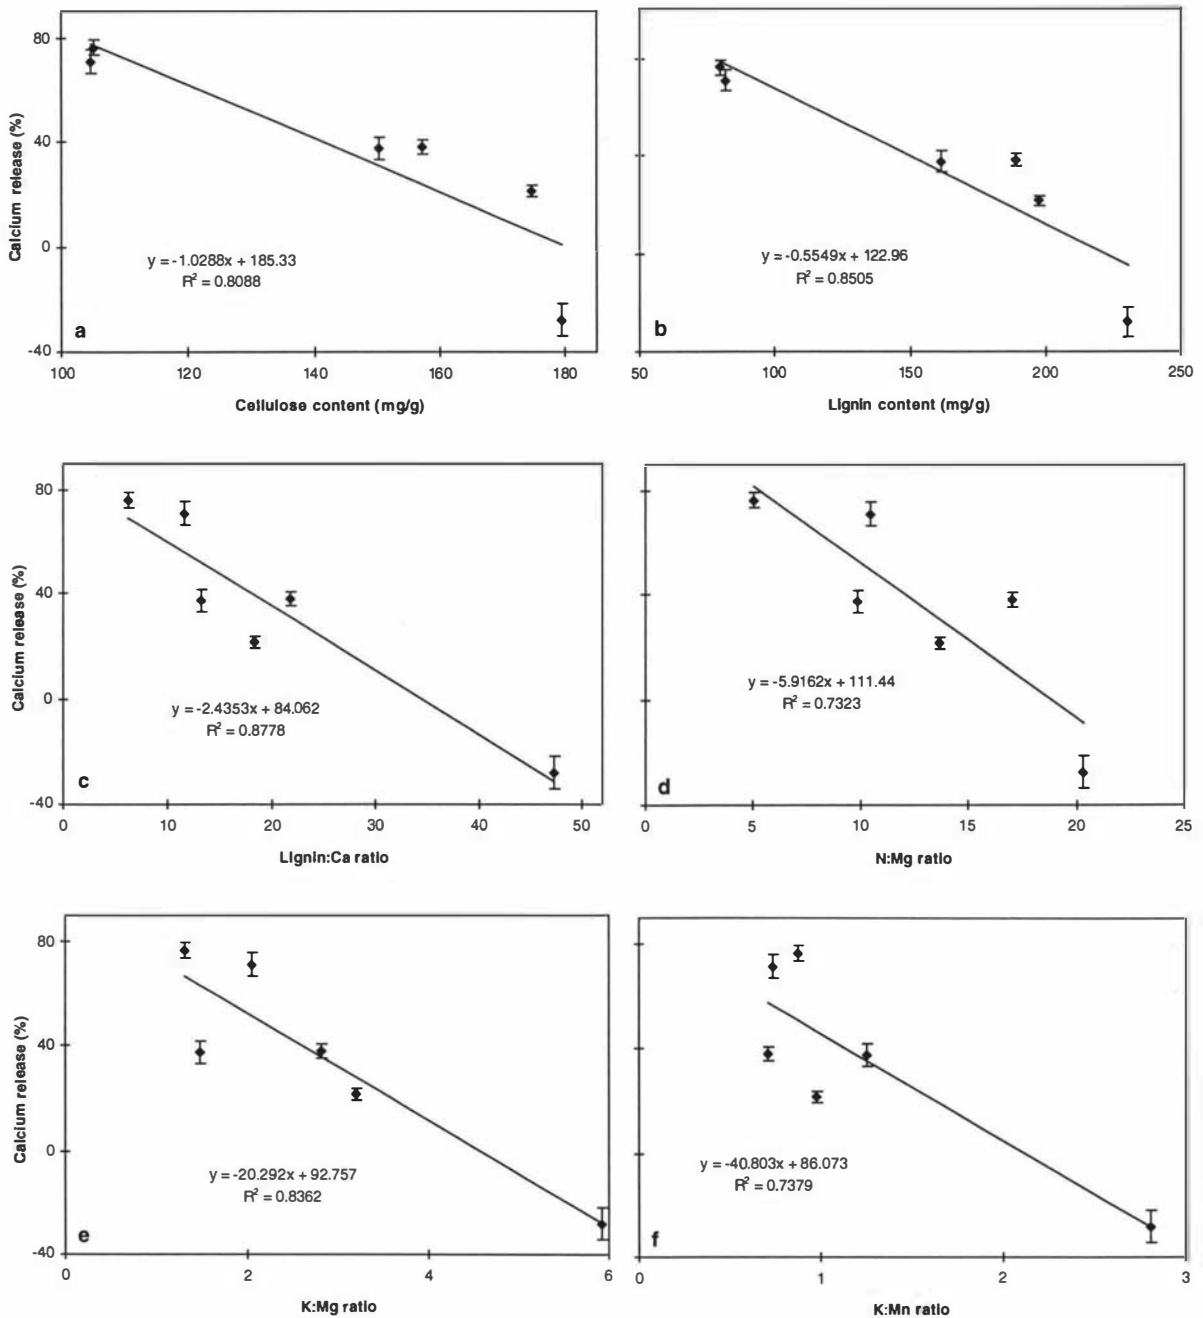 80
40
0
-40
Calcium release (%)
y = -1.0288x + 185.33
R² = 0.8088
a
100 120 140 160 180
Cellulose content (mg/g)
y = -0.5549x + 122.96
R² = 0.8505
b
50 100 150 200 250
Lignin content (mg/g)
80
40
0
-40
Calcium release (%)
y = -2.4353x + 84.062
R² = 0.8778
c
0 10 20 30 40 50
Lignin:Ca ratio
y = -5.9162x + 111.44
R² = 0.7323
d
0 5 10 15 20 25
N:Mg ratio
80
40
0
-40
Calcium release (%)
y = -20.292x + 92.757
R² = 0.8362
e
0 2 4 6
K:Mg ratio
y = -40.803x + 86.073
R² = 0.7379
f
0 1 2 3
K:Mn ratio